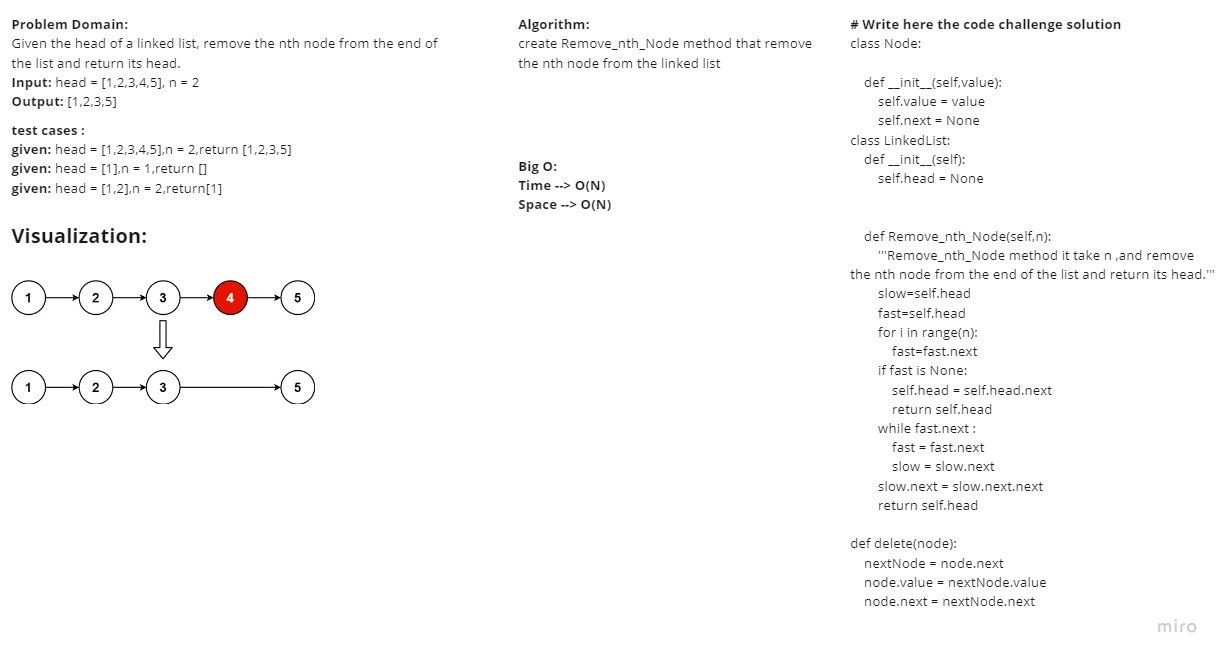 Problem Domain:
Given the head of a linked list, remove the nth node from the end of
the list and return its head.
Input: head = [1,2,3,4,5], n = 2
Output: [1,2,3,5]
test cases :
given: head = [1,2,3,4,5],n = 2,return [1,2,3,5]
given: head = [1],n = 1,return []
given: head = [1,2],n = 2,return[1]
Visualization:
1 2 3 4 5
1 2 3 5
Algorithm:
create Remove_nth_Node method that remove
the nth node from the linked list
Big O:
Time --> O(N)
Space --> O(N)
# Write here the code challenge solution
class Node:
def __init__(self,value):
self.value = value
self.next = None
class LinkedList:
def __init__(self):
self.head = None
def Remove_nth_Node(self,n):
'''Remove_nth_Node method it take n ,and remove
the nth node from the end of the list and return its head.'''
slow=self.head
fast=self.head
for i in range(n):
fast=fast.next
if fast is None:
self.head = self.head.next
return self.head
while fast.next :
fast = fast.next
slow = slow.next
slow.next = slow.next.next
return self.head
def delete(node):
nextNode = node.next
node.value = nextNode.value
node.next = nextNode.next
miro